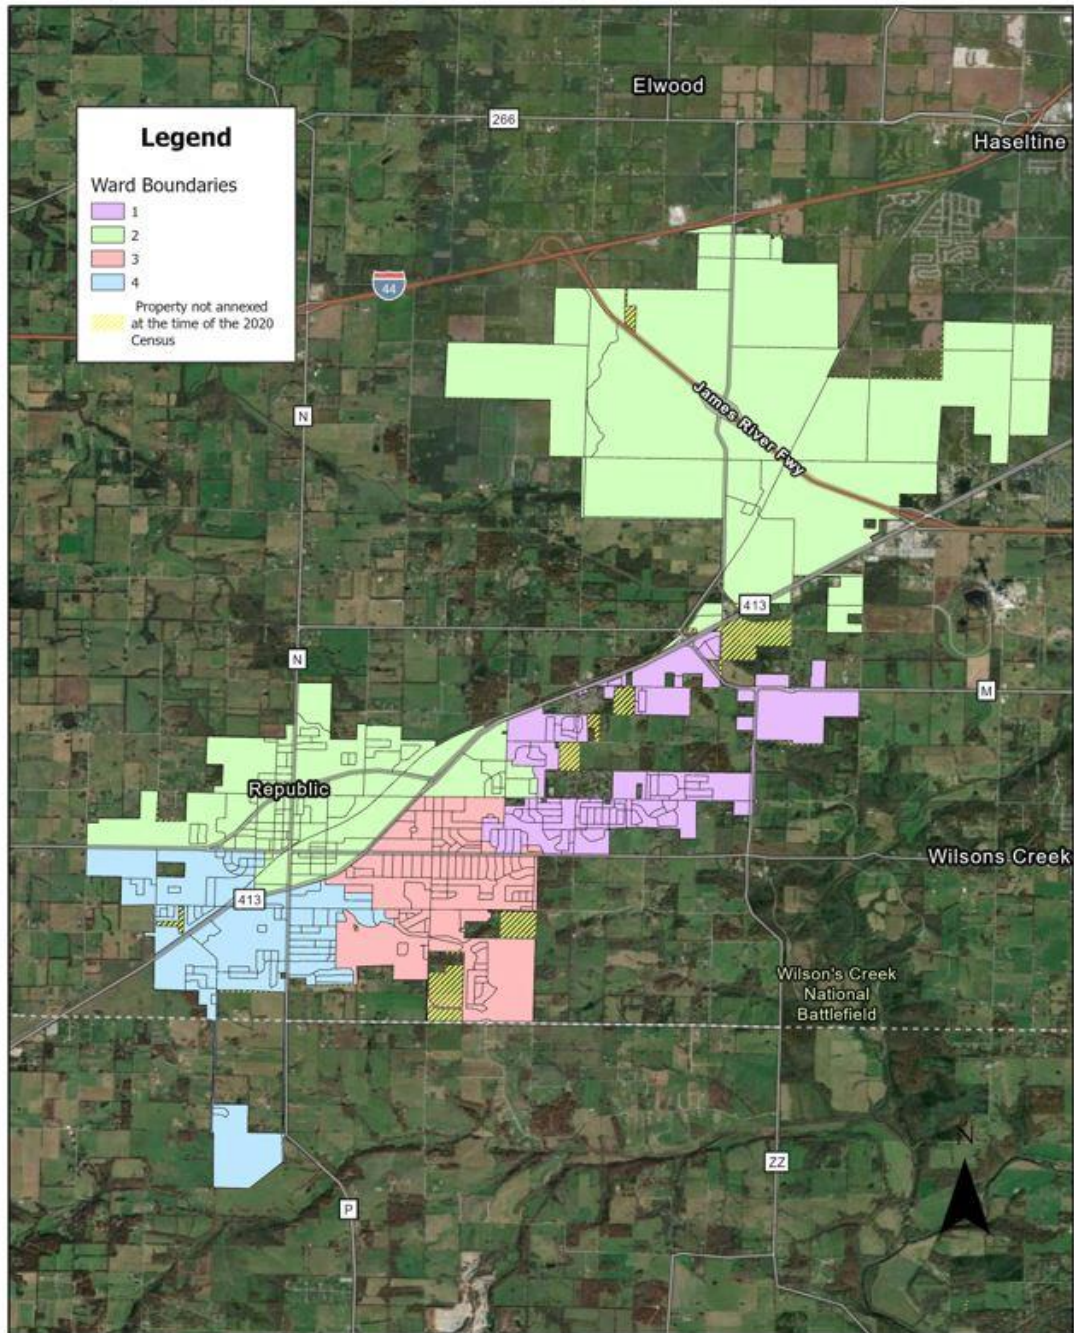 Elwood
266
Haseltine
Legend
Ward Boundaries
1
2
3
4
Property not annexed
at the time of the 2020
Census
44
N
James River Fwy
413
N
M
Republic
Wilsons Creek
413
Wilson's Creek
National
Battlefield
N
ZZ
P